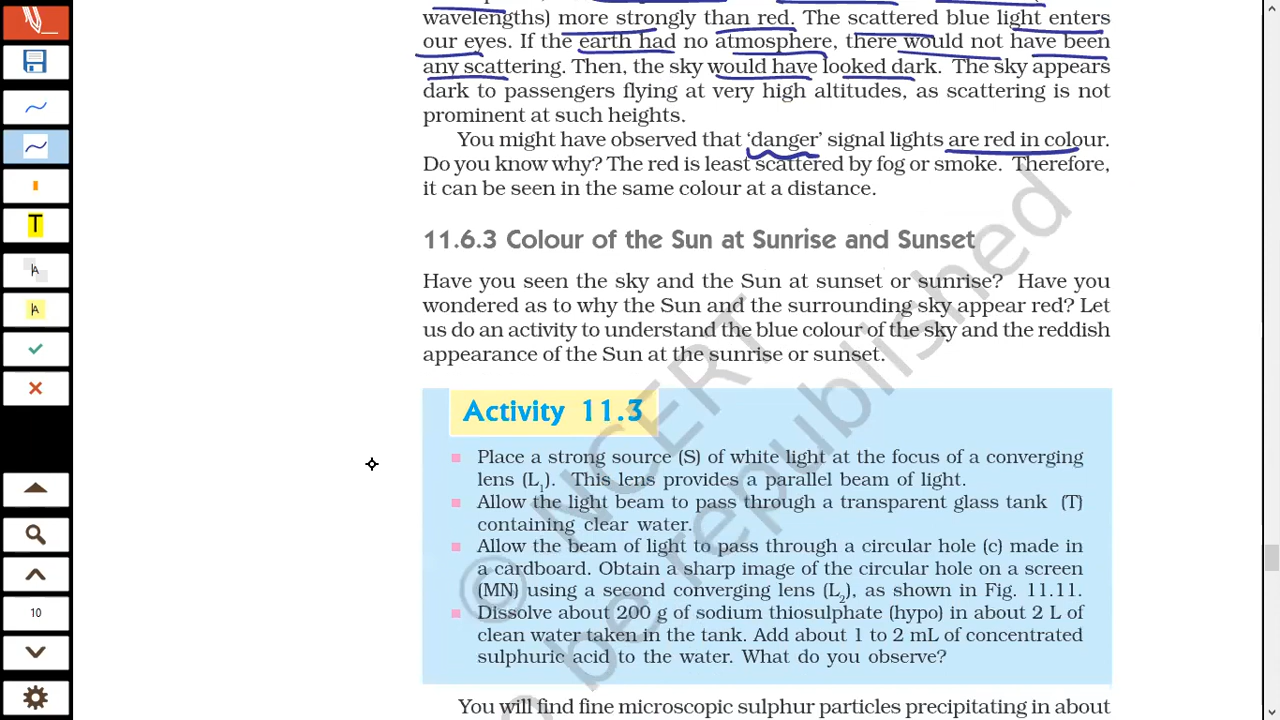 wavelengths) more strongly than red. The scattered blue light enters
our eyes. If the earth had no atmosphere, there would not have been
any scattering. Then, the sky would have looked dark. The sky appears
dark to passengers flying at very high altitudes, as scattering is not
prominent at such heights.
You might have observed that ‘danger’ signal lights are red in colour.
Do you know why? The red is least scattered by fog or smoke. Therefore,
it can be seen in the same colour at a distance.
11.6.3 Colour of the Sun at Sunrise and Sunset
Have you seen the sky and the Sun at sunset or sunrise? Have you
wondered as to why the Sun and the surrounding sky appear red? Let
us do an activity to understand the blue colour of the sky and the reddish
appearance of the Sun at the sunrise or sunset.
Activity 11.3
Place a strong source (S) of white light at the focus of a converging
lens (L₁). This lens provides a parallel beam of light.
Allow the light beam to pass through a transparent glass tank (T)
containing clear water.
Allow the beam of light to pass through a circular hole (c) made in
a cardboard. Obtain a sharp image of the circular hole on a screen
(MN) using a second converging lens (L₂), as shown in Fig. 11.11.
Dissolve about 200 g of sodium thiosulphate (hypo) in about 2 L of
clean water taken in the tank. Add about 1 to 2 mL of concentrated
sulphuric acid to the water. What do you observe?
You will find fine microscopic sulphur particles precipitating in about
© NCERT
o be republished
T
A
A
10